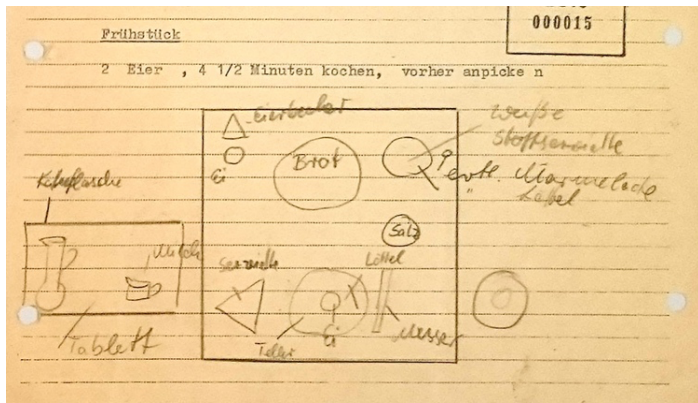 000015
Frühstück
2 Eier , 4 1/2 Minuten kochen, vorher anpicke n
Eierbecher
weiße
Stoffserviette
Brot
Ei
evtl. Marmelade
Löffel
Salz
Milch
Serviette
Löffel
Ei
Teller
Messer
Tablett